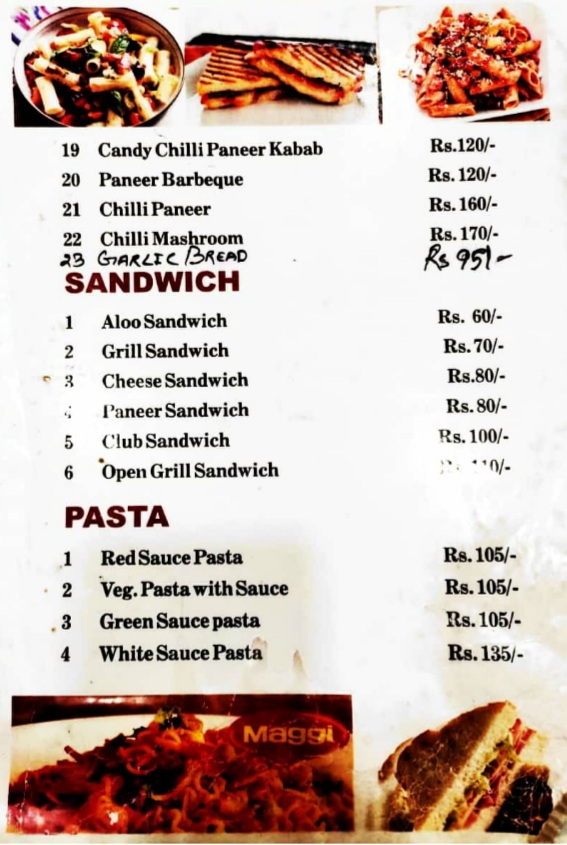 19 Candy Chilli Paneer Kabab Rs.120/-
20 Paneer Barbeque Rs.120/-
21 Chilli Paneer Rs.160/-
22 Chilli Mashroom Rs.170/-
23 GARLIC BREAD Rs 95/-
SANDWICH
1 Aloo Sandwich Rs. 60/-
2 Grill Sandwich Rs.70/-
3 Cheese Sandwich Rs.80/-
4 Paneer Sandwich Rs.80/-
5 Club Sandwich Rs.100/-
6 Open Grill Sandwich Rs.110/-
PASTA
1 Red Sauce Pasta Rs.105/-
2 Veg. Pasta with Sauce Rs.105/-
3 Green Sauce pasta Rs.105/-
4 White Sauce Pasta Rs.135/-
Maggi